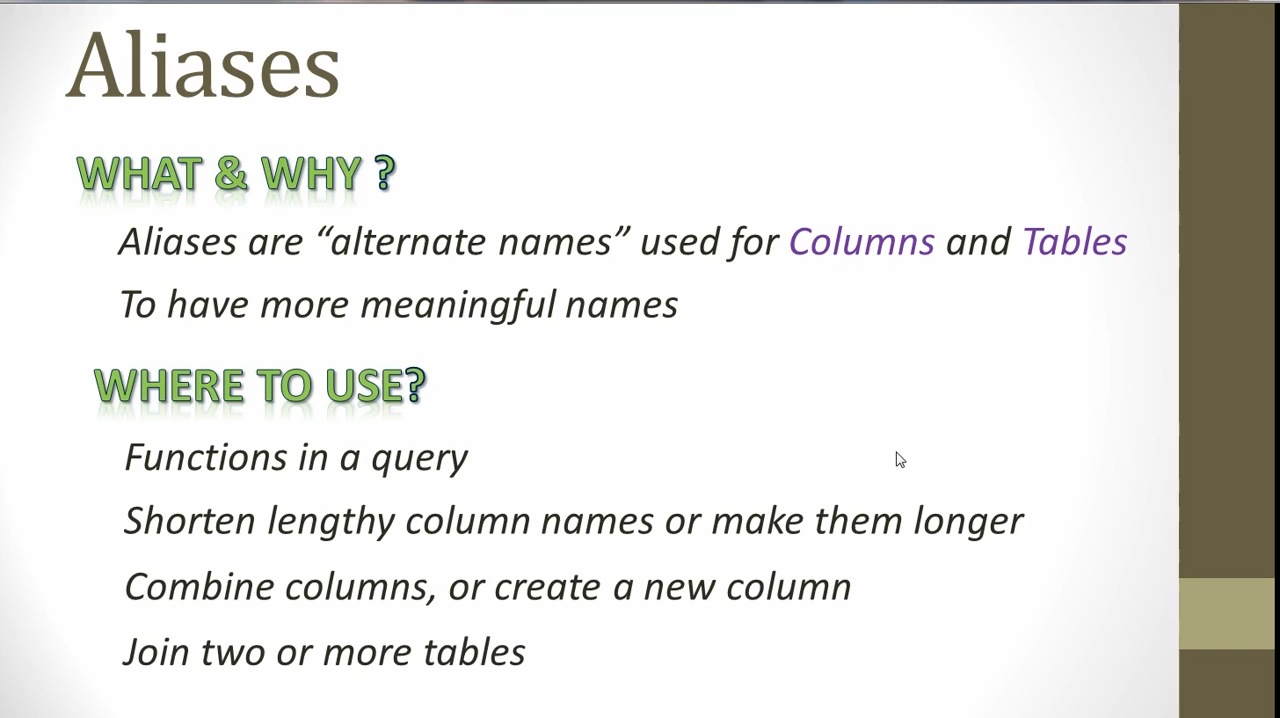 Aliases
WHAT & WHY ?
Aliases are “alternate names” used for Columns and Tables
To have more meaningful names
WHERE TO USE?
Functions in a query
Shorten lengthy column names or make them longer
Combine columns, or create a new column
Join two or more tables